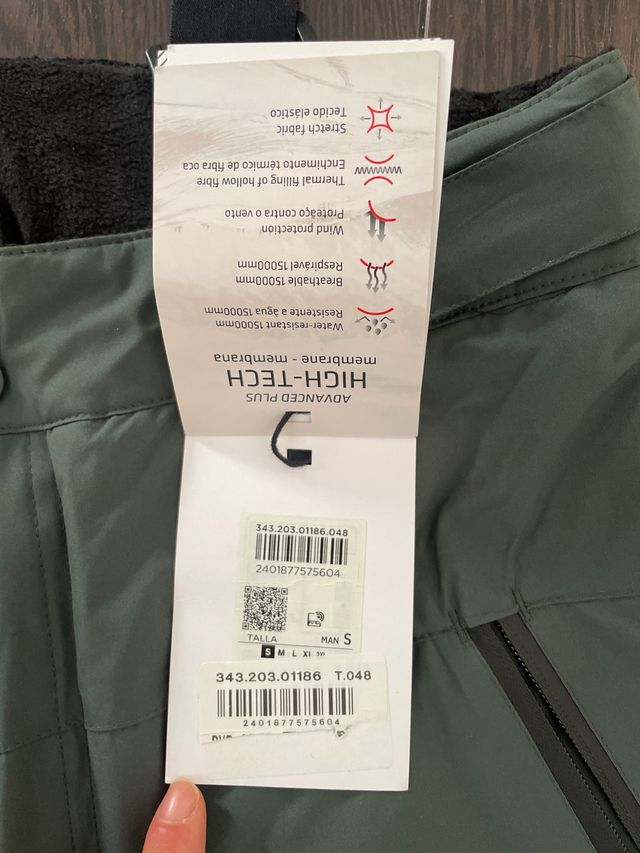 ADVANCED PLUS
HIGH-TECH
membrane - membrana
Water-resistant 15000mm
Resistente a água 15000mm
Breathable 15000mm
Respirável 15000mm
Wind protection
Proteaço contra o vento
Thermal filling of hollow fibre
Enchimento térmico de fibra oca
Stretch fabric
Tecido elástico
343.203.01186.048
2401877575604
TALLA MAN S
S M L XL 2XL
343.203.01186 T.048
2401877575604